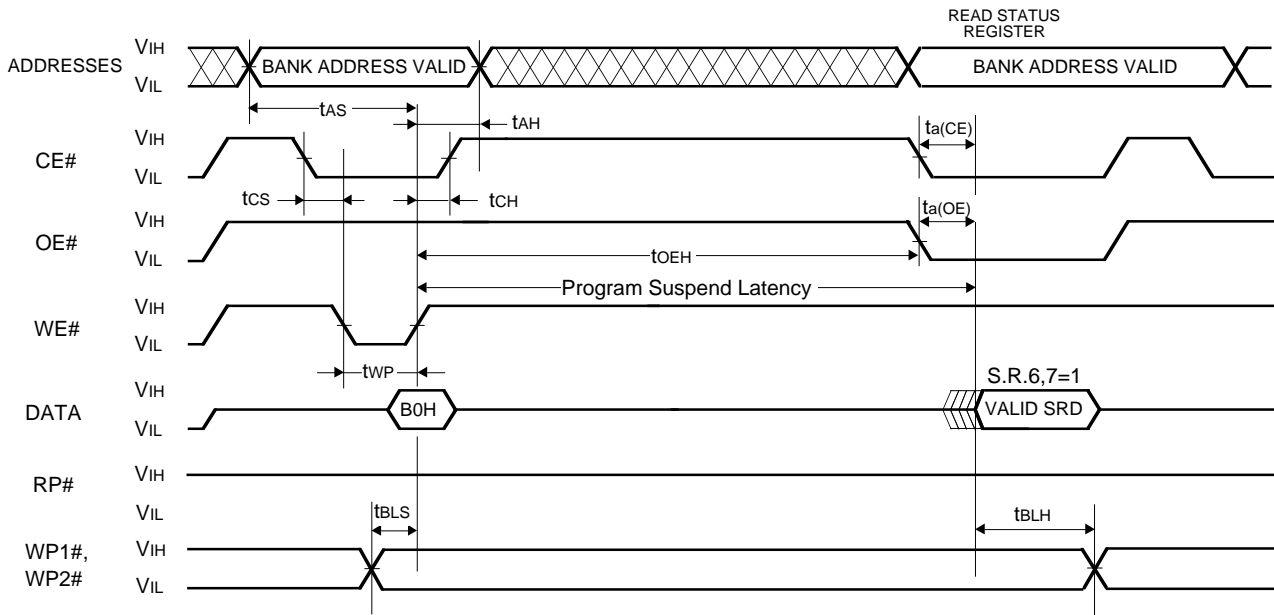 READ STATUS
REGISTER
ADDRESSES
VIH
VIL
BANK ADDRESS VALID
BANK ADDRESS VALID
tAS
tAH
CE#
VIH
VIL
ta(CE)
tCS
tCH
OE#
VIH
VIL
ta(OE)
tOEH
Program Suspend Latency
WE#
VIH
VIL
tWP
S.R.6,7=1
DATA
VIH
VIL
B0H
VALID SRD
RP#
VIH
VIL
tBLS
tBLH
WP1#,
WP2#
VIH
VIL